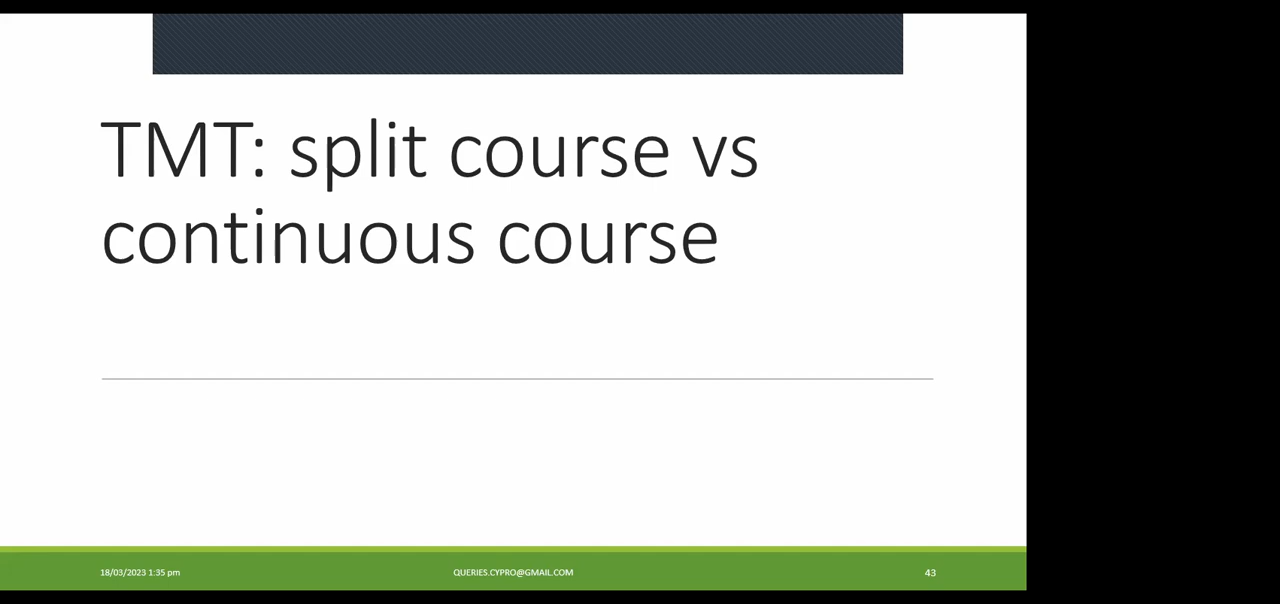 TMT: split course vs
continuous course
18/03/2023 1:35 pm
QUERIES.CYPRO@GMAIL.COM
43